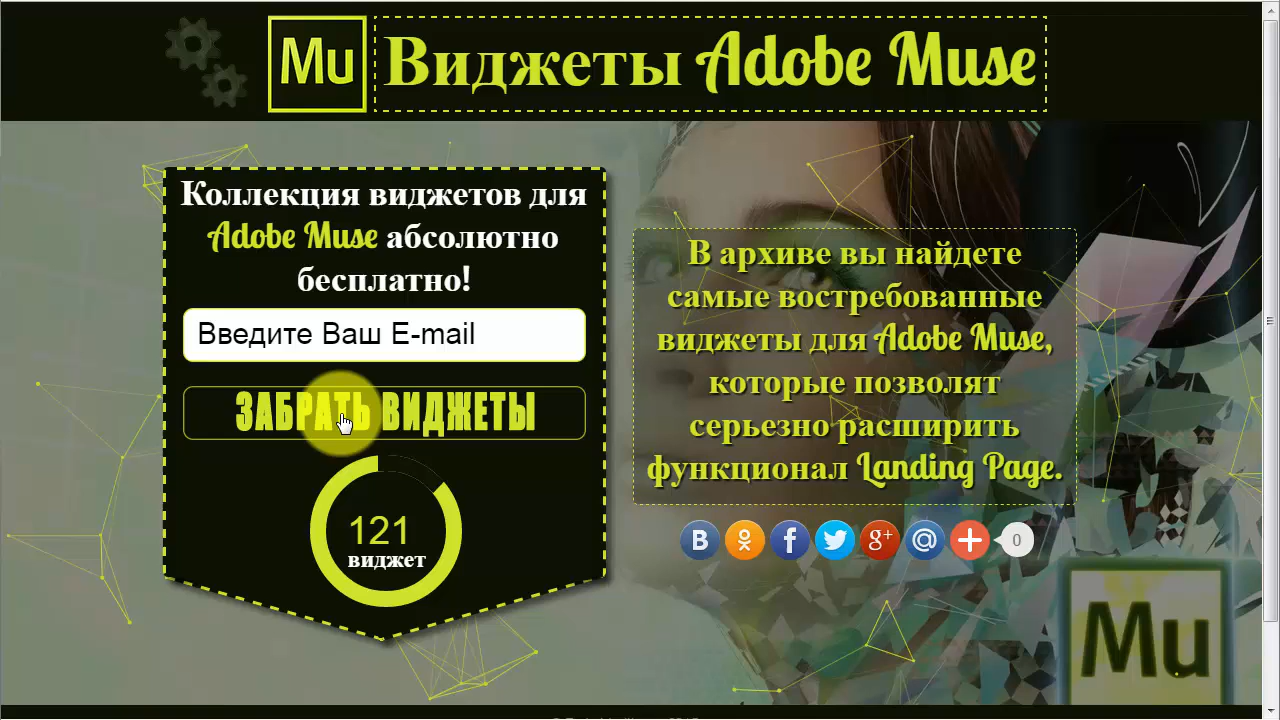 Mu
Виджеты Adobe Muse
Коллекция виджетов для
Adobe Muse абсолютно
бесплатно!
Введите Ваш E-mail
ЗАБРАТЬ ВИДЖЕТЫ
121
виджет
В архиве вы найдете
самые востребованные
виджеты для Adobe Muse,
которые позволят
серьезно расширить
функционал Landing Page.
B f g+ @ + 0
Mu